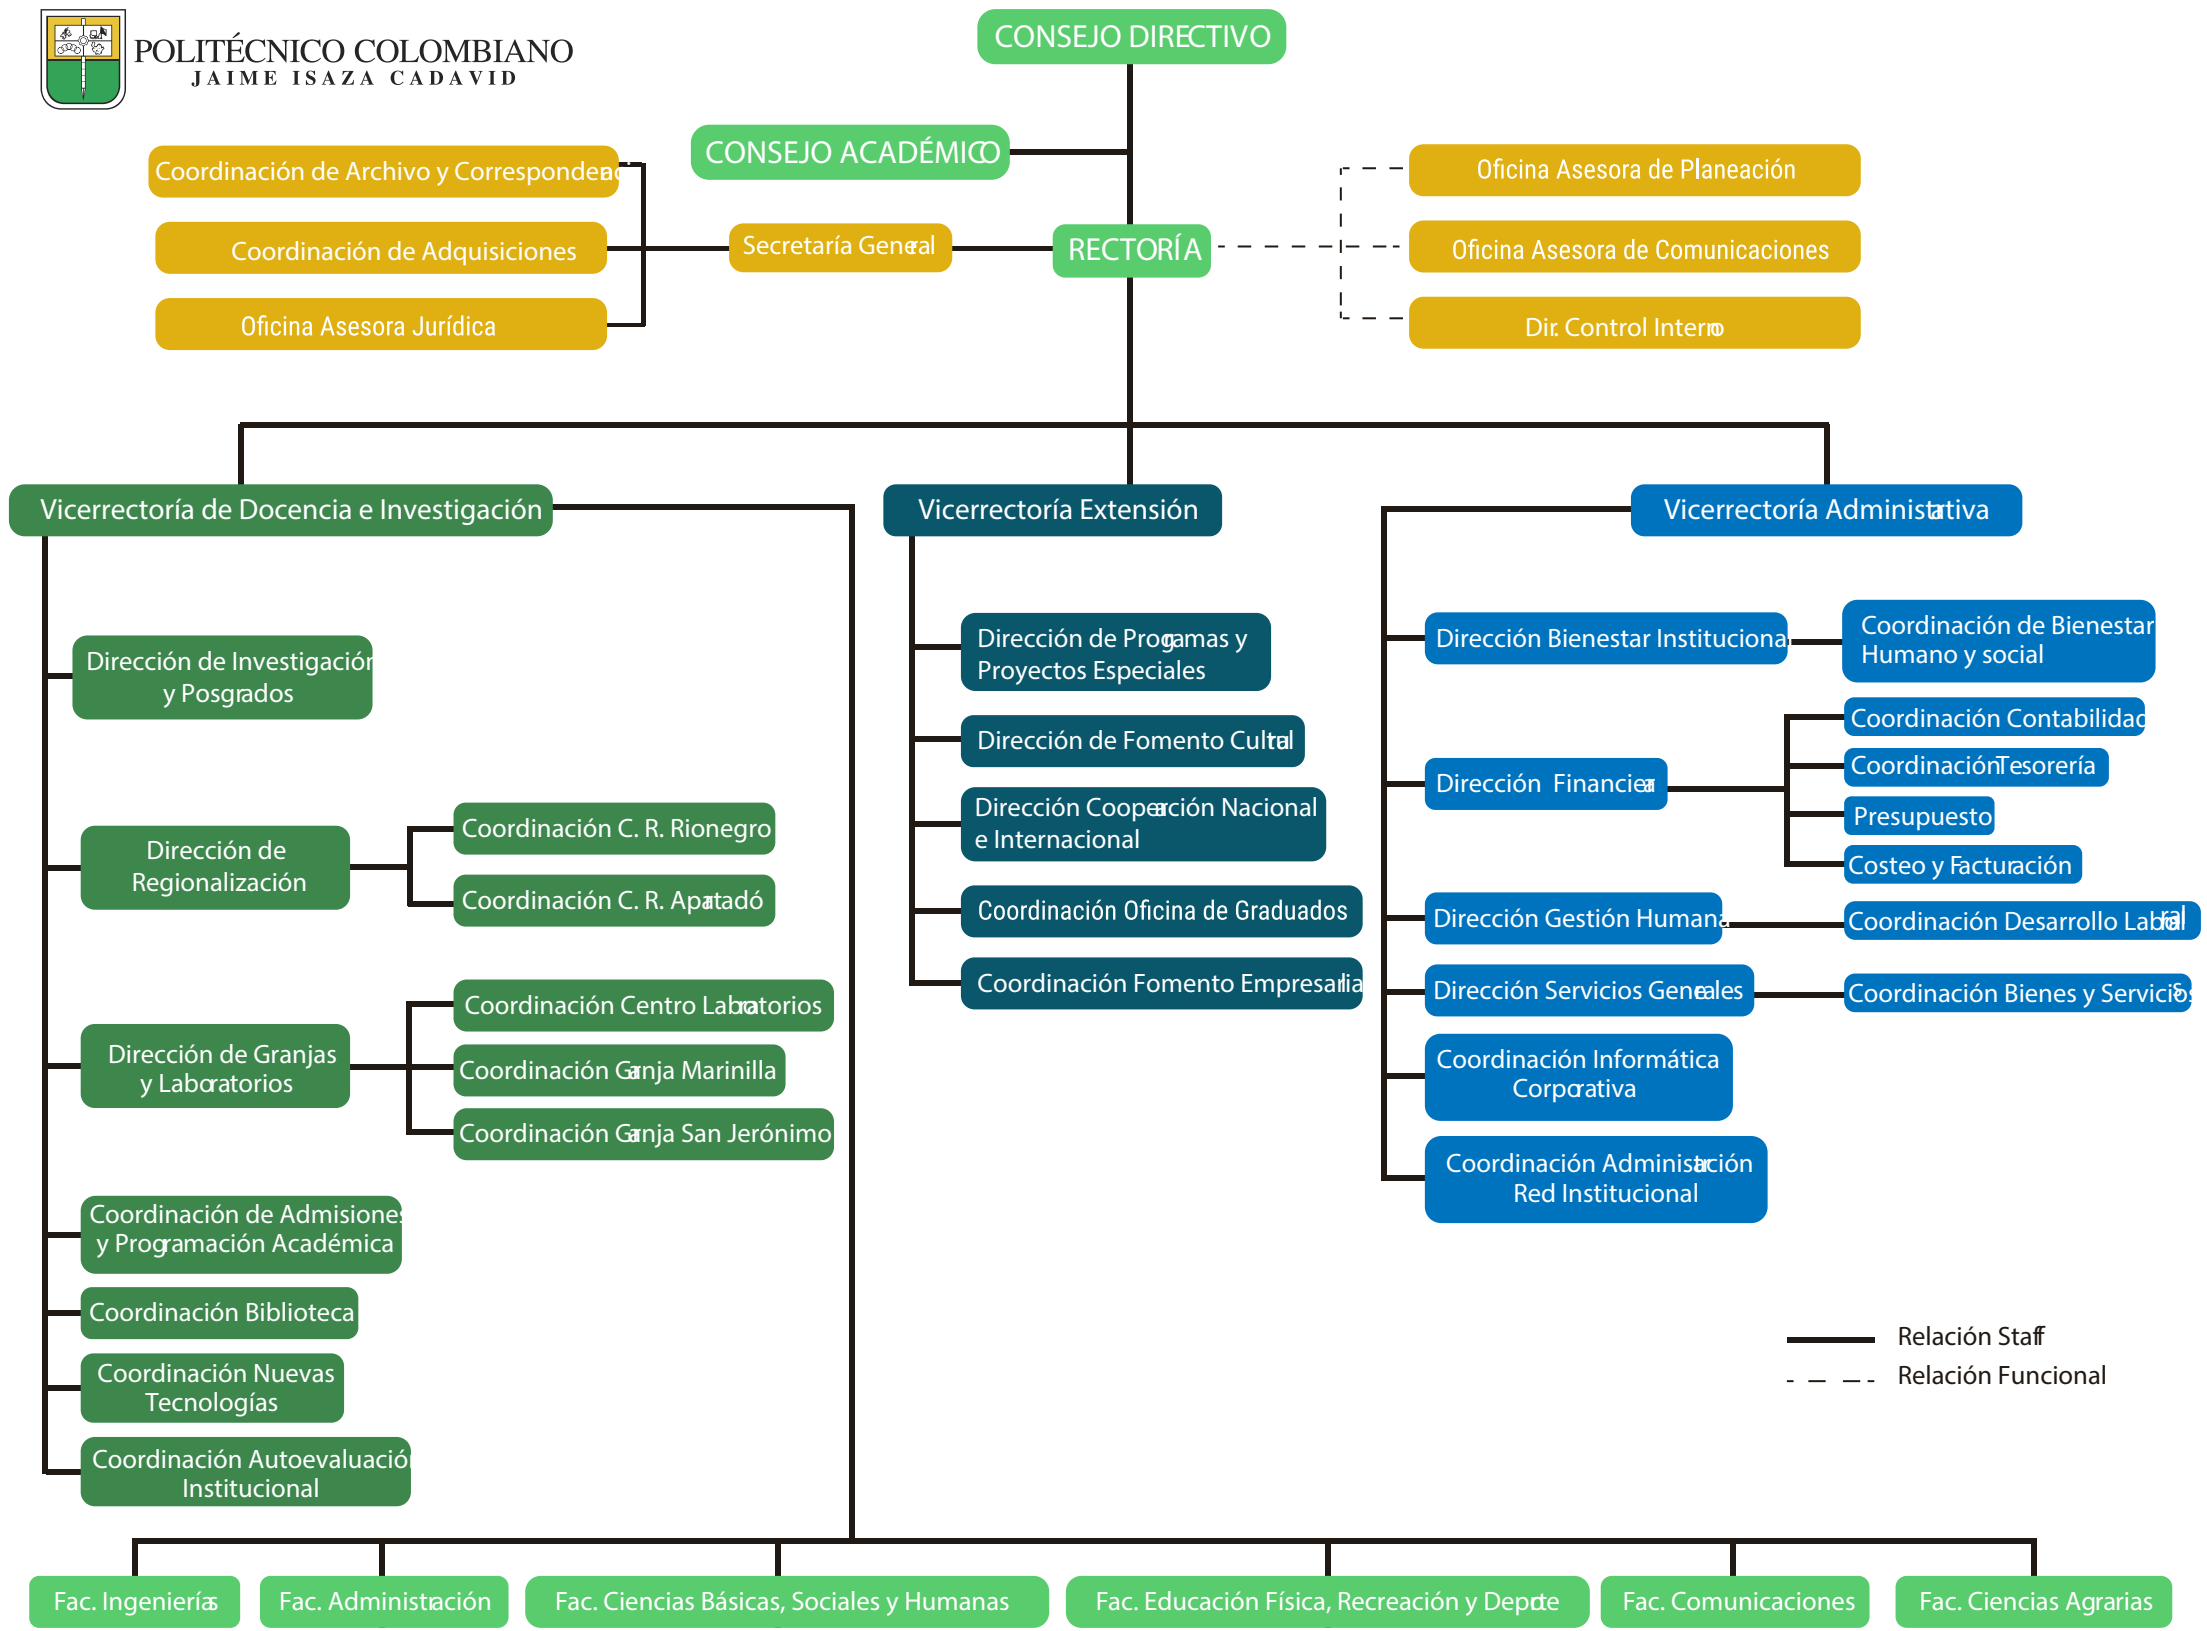 POLITÉCNICO COLOMBIANO
JAIME ISAZA CADAVID
CONSEJO DIRECTIVO
CONSEJO ACADÉMICO
Coordinación de Archivo y Correspondenc
Coordinación de Adquisiciones
Oficina Asesora Jurídica
Secretaría General
RECTORÍA
Oficina Asesora de Planeación
Oficina Asesora de Comunicaciones
Dir. Control Interno
Vicerrectoría de Docencia e Investigación
Dirección de Investigación
y Posgrados
Dirección de
Regionalización
Coordinación C. R. Rionegro
Coordinación C. R. Apartadó
Dirección de Granjas
y Laboratorios
Coordinación Centro Laboratorios
Coordinación Granja Marinilla
Coordinación Granja San Jerónimo
Coordinación de Admisiones
y Programación Académica
Coordinación Biblioteca
Coordinación Nuevas
Tecnologías
Coordinación Autoevaluación
Institucional
Vicerrectoría Extensión
Dirección de Programas y
Proyectos Especiales
Dirección de Fomento Cultural
Dirección Cooperación Nacional
e Internacional
Coordinación Oficina de Graduados
Coordinación Fomento Empresarial
Vicerrectoría Administrativa
Dirección Bienestar Institucional
Coordinación de Bienestar
Humano y social
Dirección Financiera
Coordinación Contabilidad
Coordinación Tesorería
Presupuesto
Costeo y Facturación
Dirección Gestión Humana
Coordinación Desarrollo Laboral
Dirección Servicios Generales
Coordinación Bienes y Servicios
Coordinación Informática
Corporativa
Coordinación Administración
Red Institucional
Relación Staff
Relación Funcional
Fac. Ingenierías
Fac. Administración
Fac. Ciencias Básicas, Sociales y Humanas
Fac. Educación Física, Recreación y Deporte
Fac. Comunicaciones
Fac. Ciencias Agrarias